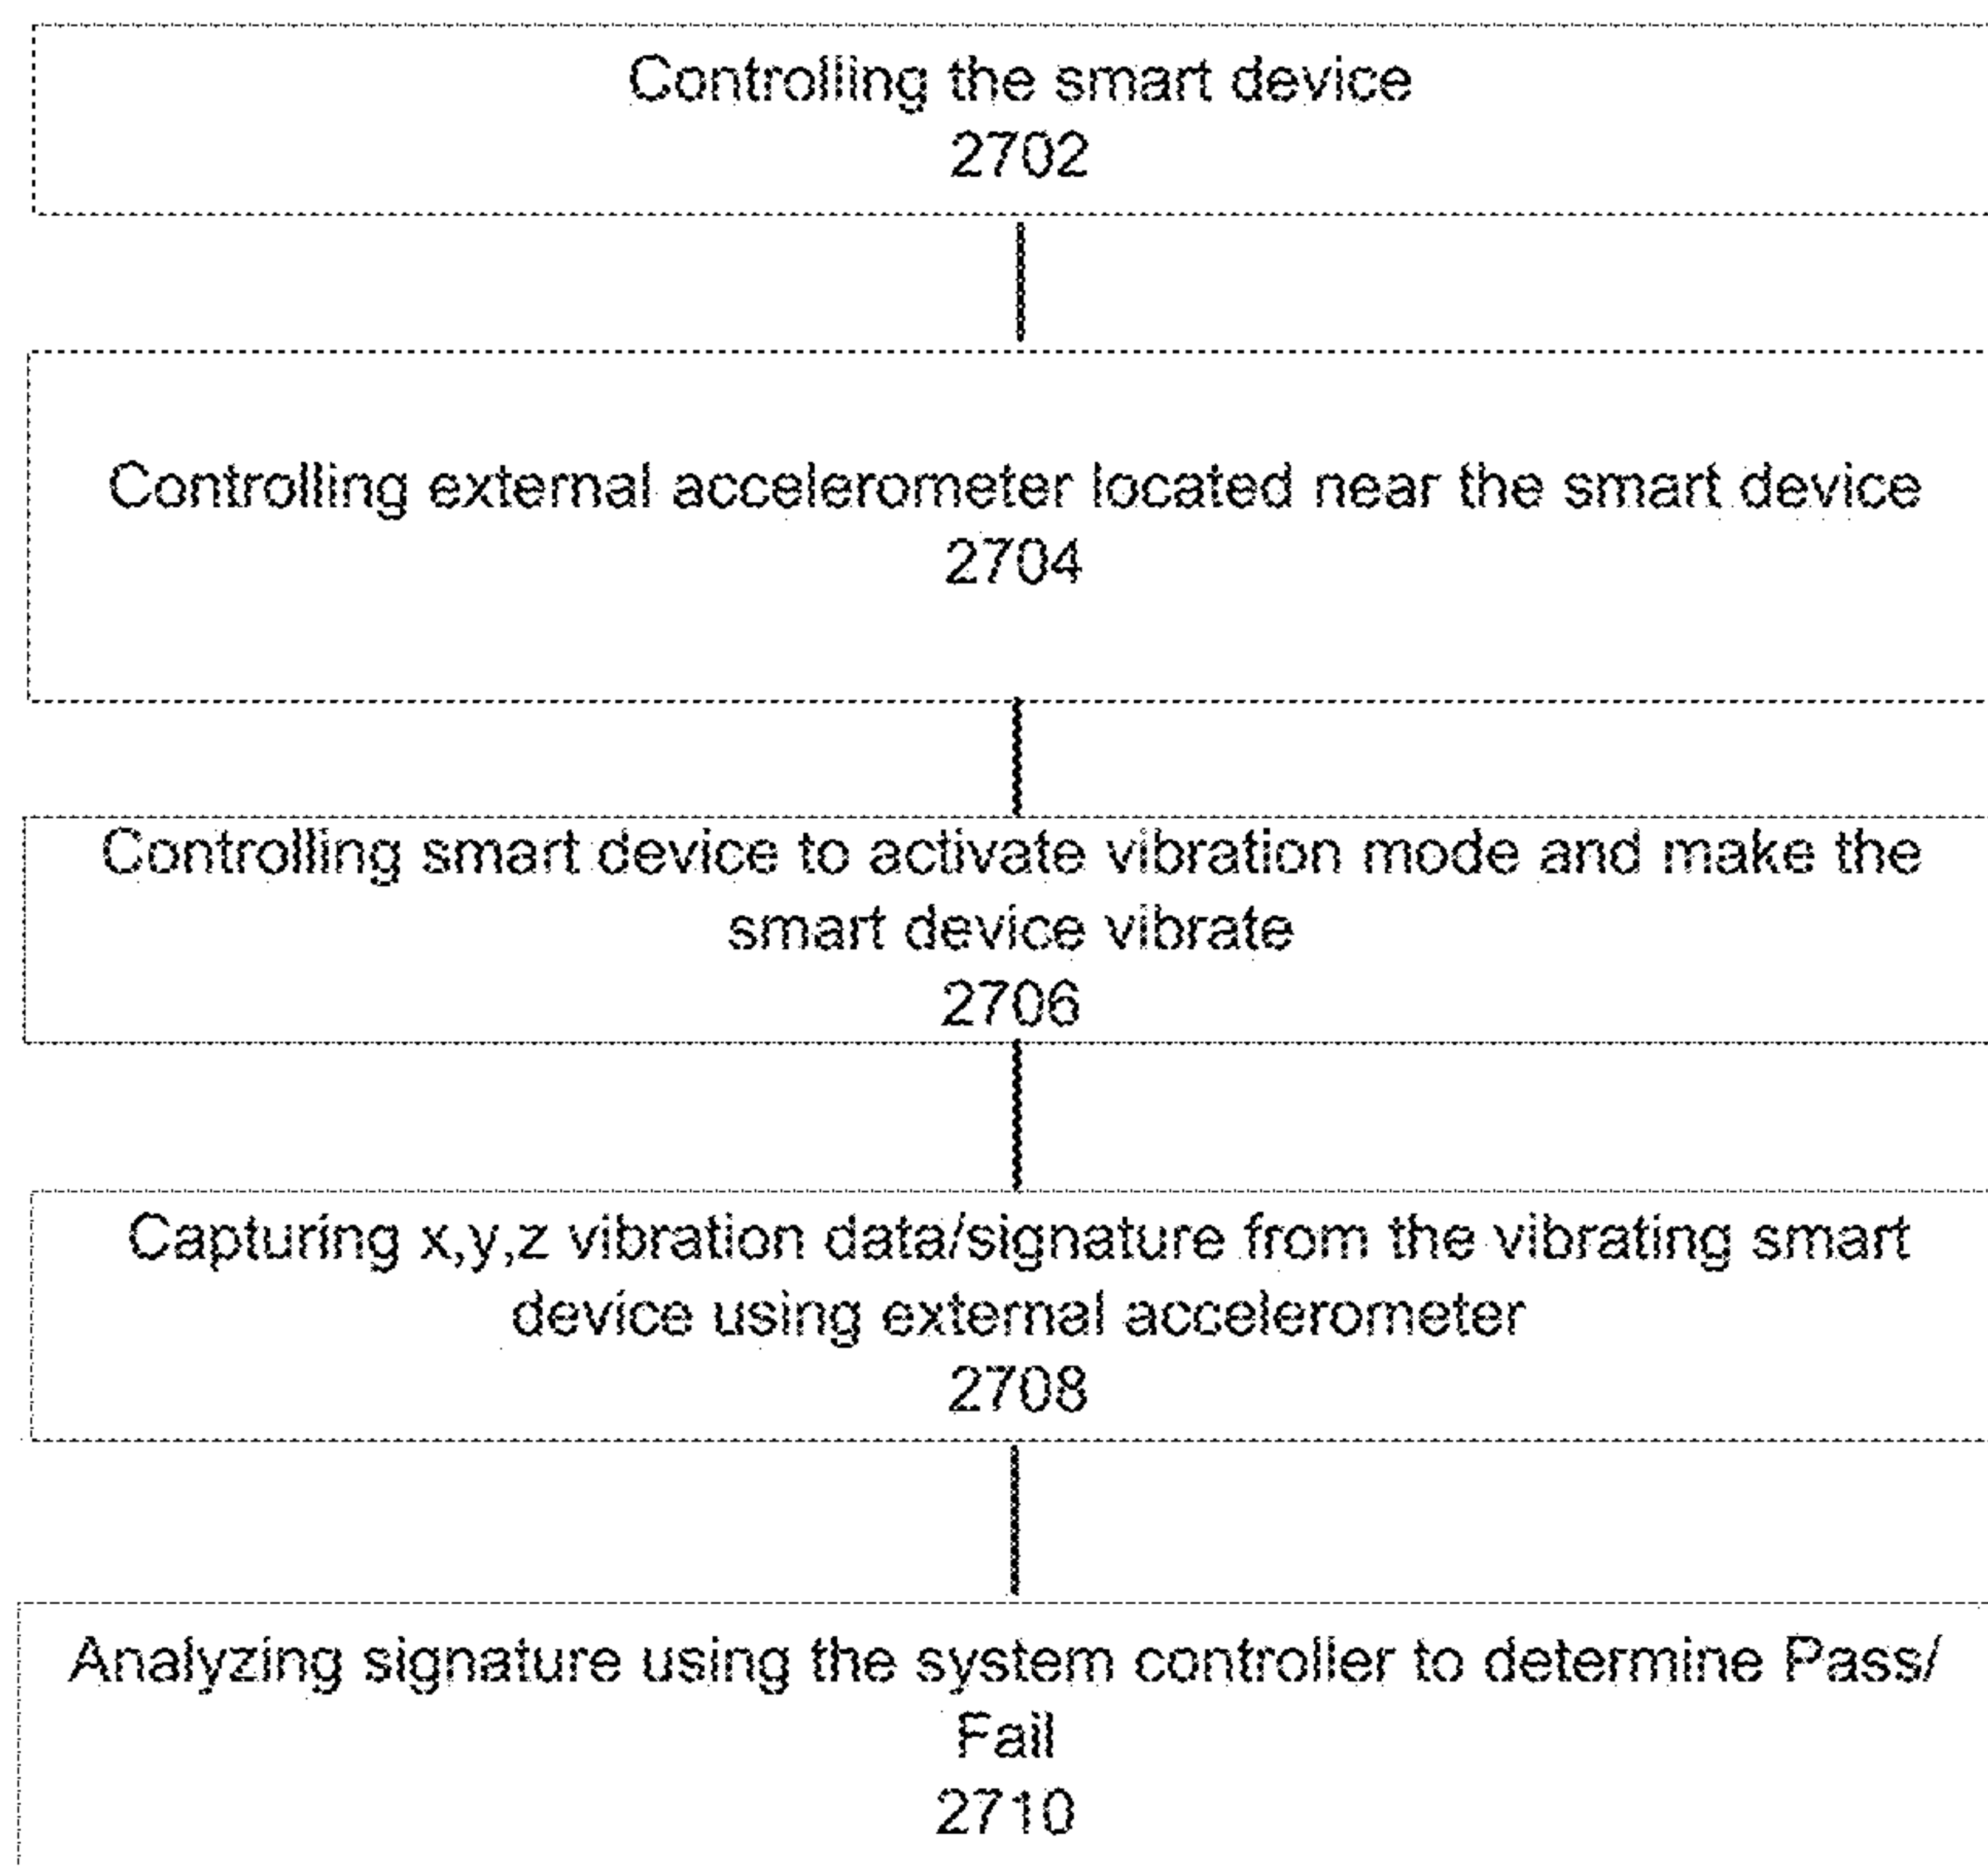 Controlling the smart device
2702
Controlling external accelerometer located near the smart device
2704
Controlling smart device to activate vibration mode and make the
smart device vibrate
2706
Capturing x,y,z vibration data/signature from the vibrating smart
device using external accelerometer
2708
Analyzing signature using the system controller to determine Pass/
Fail
2710